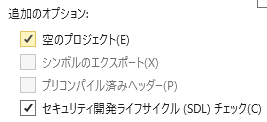 追加のオプション:
空のプロジェクト(E)
シンボルのエクスポート(X)
プリコンパイル済みヘッダー(P)
セキュリティ開発ライフサイクル (SDL) チェック(C)